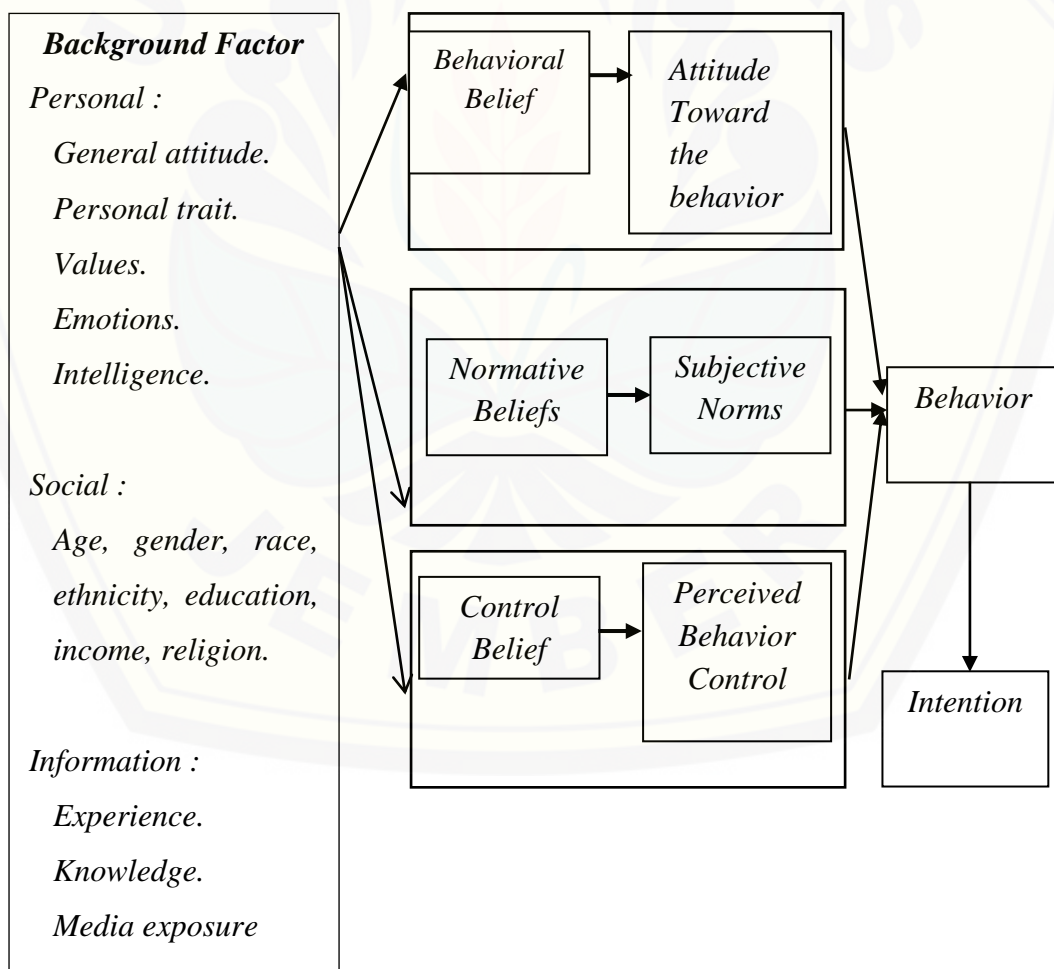 Background Factor
Personal :
General attitude.
Personal trait.
Values.
Emotions.
Intelligence.
Social :
Age, gender, race,
ethnicity, education,
income, religion.
Information :
Experience.
Knowledge.
Media exposure
Behavioral
Belief
Attitude
Toward
the
behavior
Normative
Beliefs
Subjective
Norms
Control
Belief
Perceived
Behavior
Control
Behavior
Intention
JEMBER